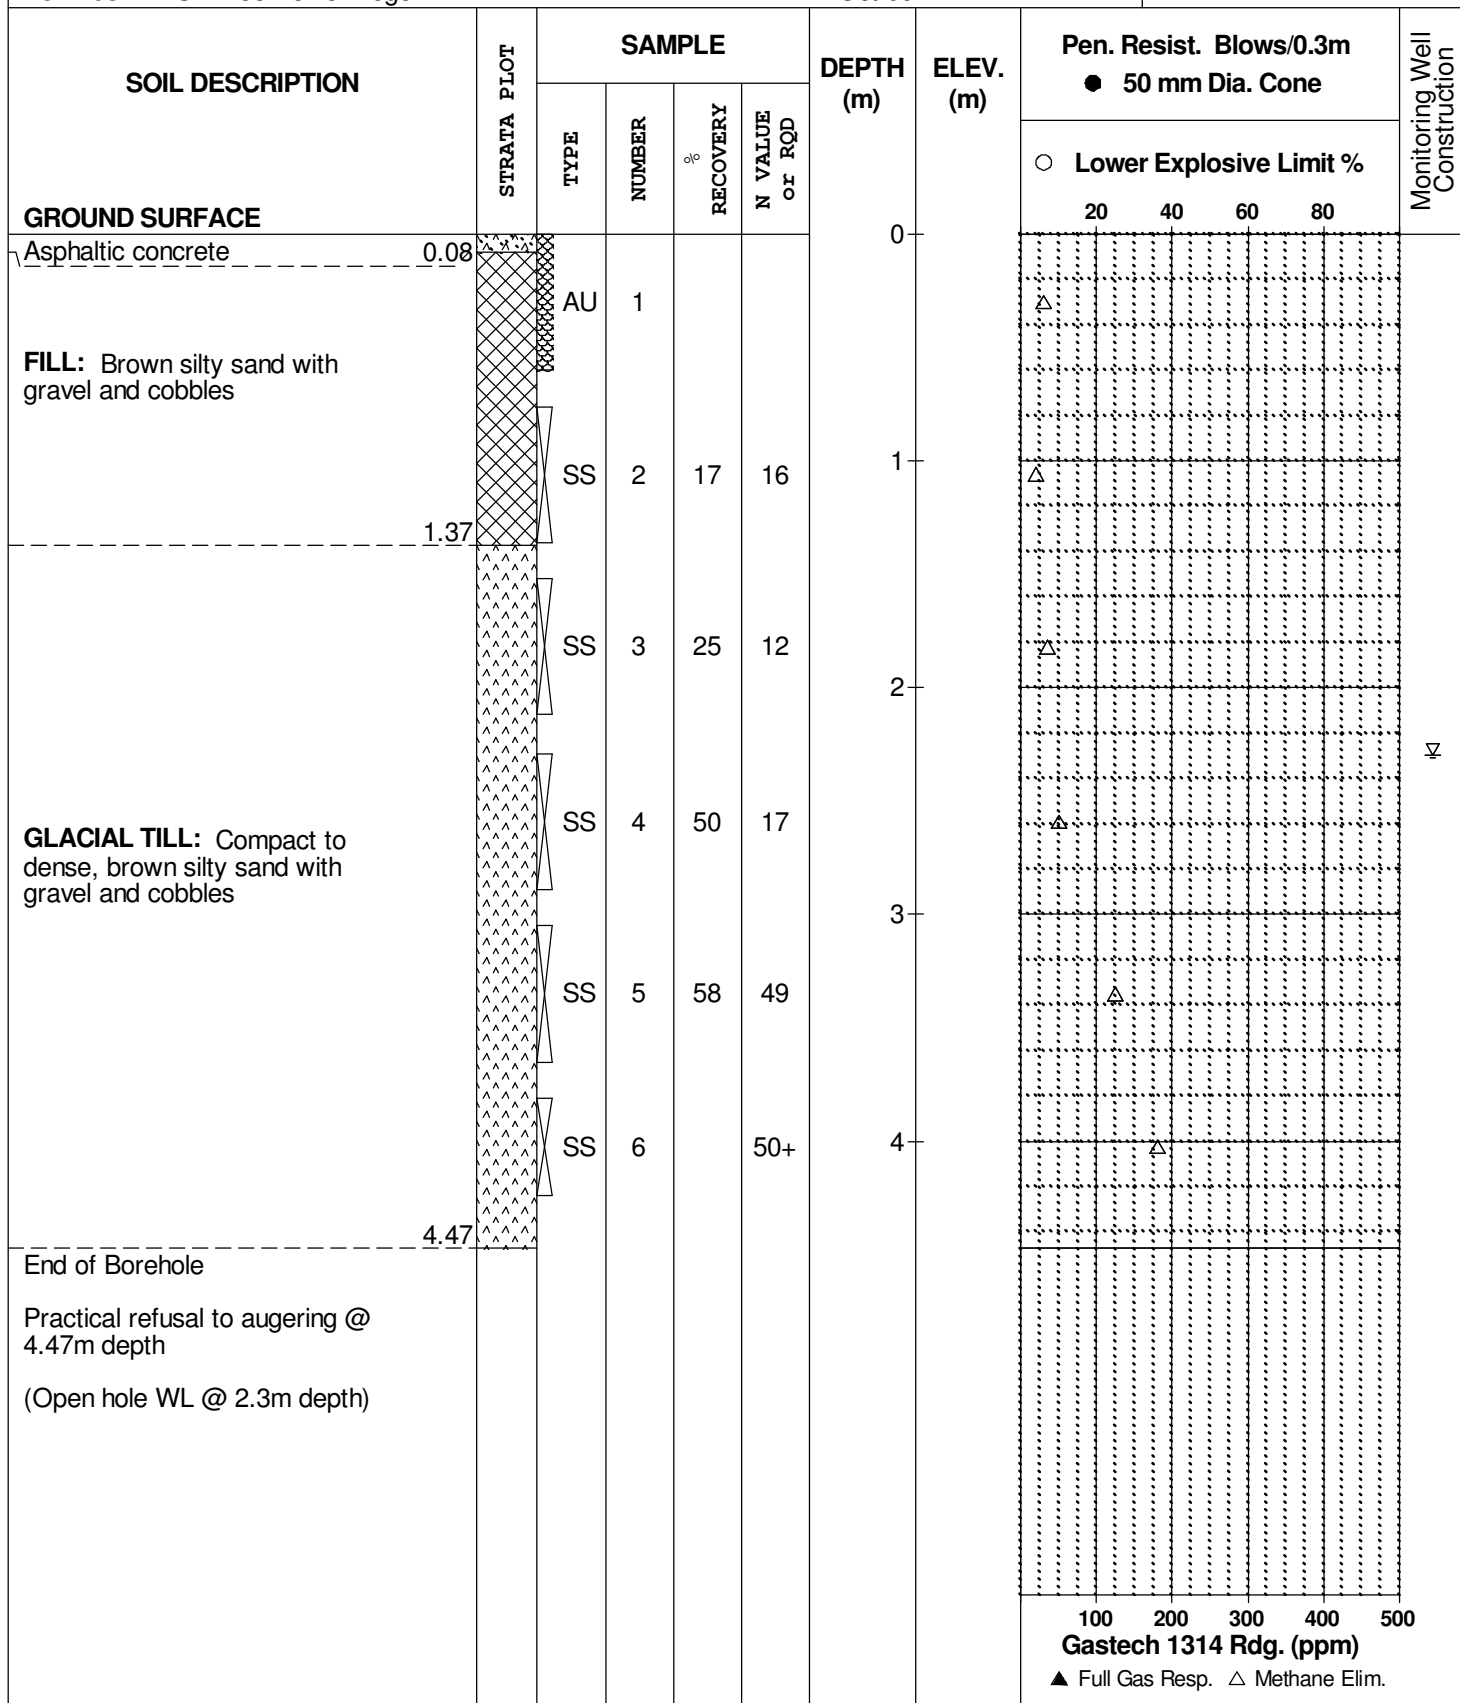 SOIL DESCRIPTION
GROUND SURFACE
STRATA PLOT
SAMPLE
TYPE
NUMBER
% RECOVERY
N VALUE
or RQD
DEPTH
(m)
ELEV.
(m)
Pen. Resist. Blows/0.3m
● 50 mm Dia. Cone
○ Lower Explosive Limit %
20 40 60 80
Monitoring Well
Construction
0
Asphaltic concrete 0.08
AU 1
FILL: Brown silty sand with
gravel and cobbles
1
SS 2 17 16
1.37
SS 3 25 12
2
SS 4 50 17
GLACIAL TILL: Compact to
dense, brown silty sand with
gravel and cobbles
3
SS 5 58 49
4
SS 6 50+
4.47
End of Borehole
Practical refusal to augering @
4.47m depth
(Open hole WL @ 2.3m depth)
100 200 300 400 500
Gastech 1314 Rdg. (ppm)
▲ Full Gas Resp. △ Methane Elim.